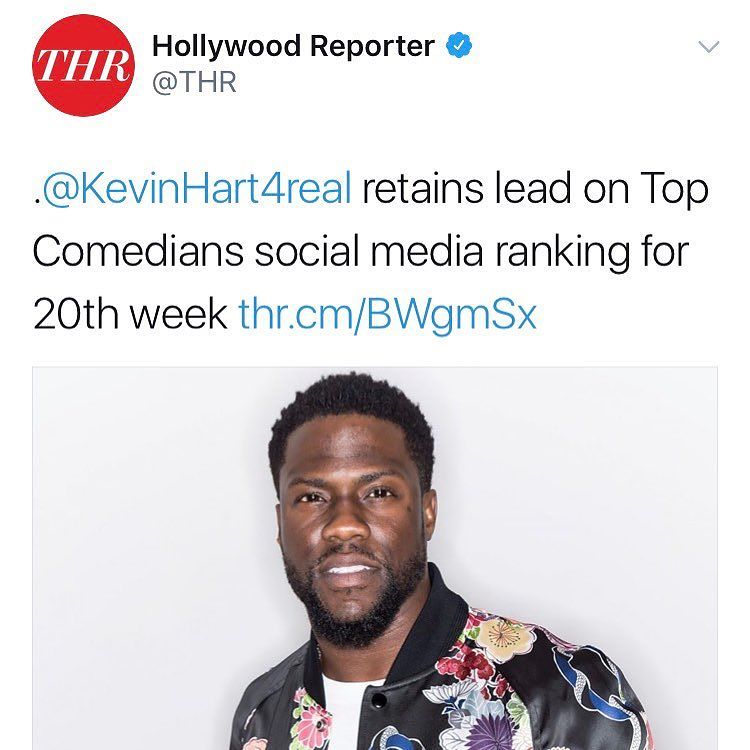 THR
Hollywood Reporter
@THR
.@KevinHart4real retains lead on Top
Comedians social media ranking for
20th week thr.cm/BWgmSx